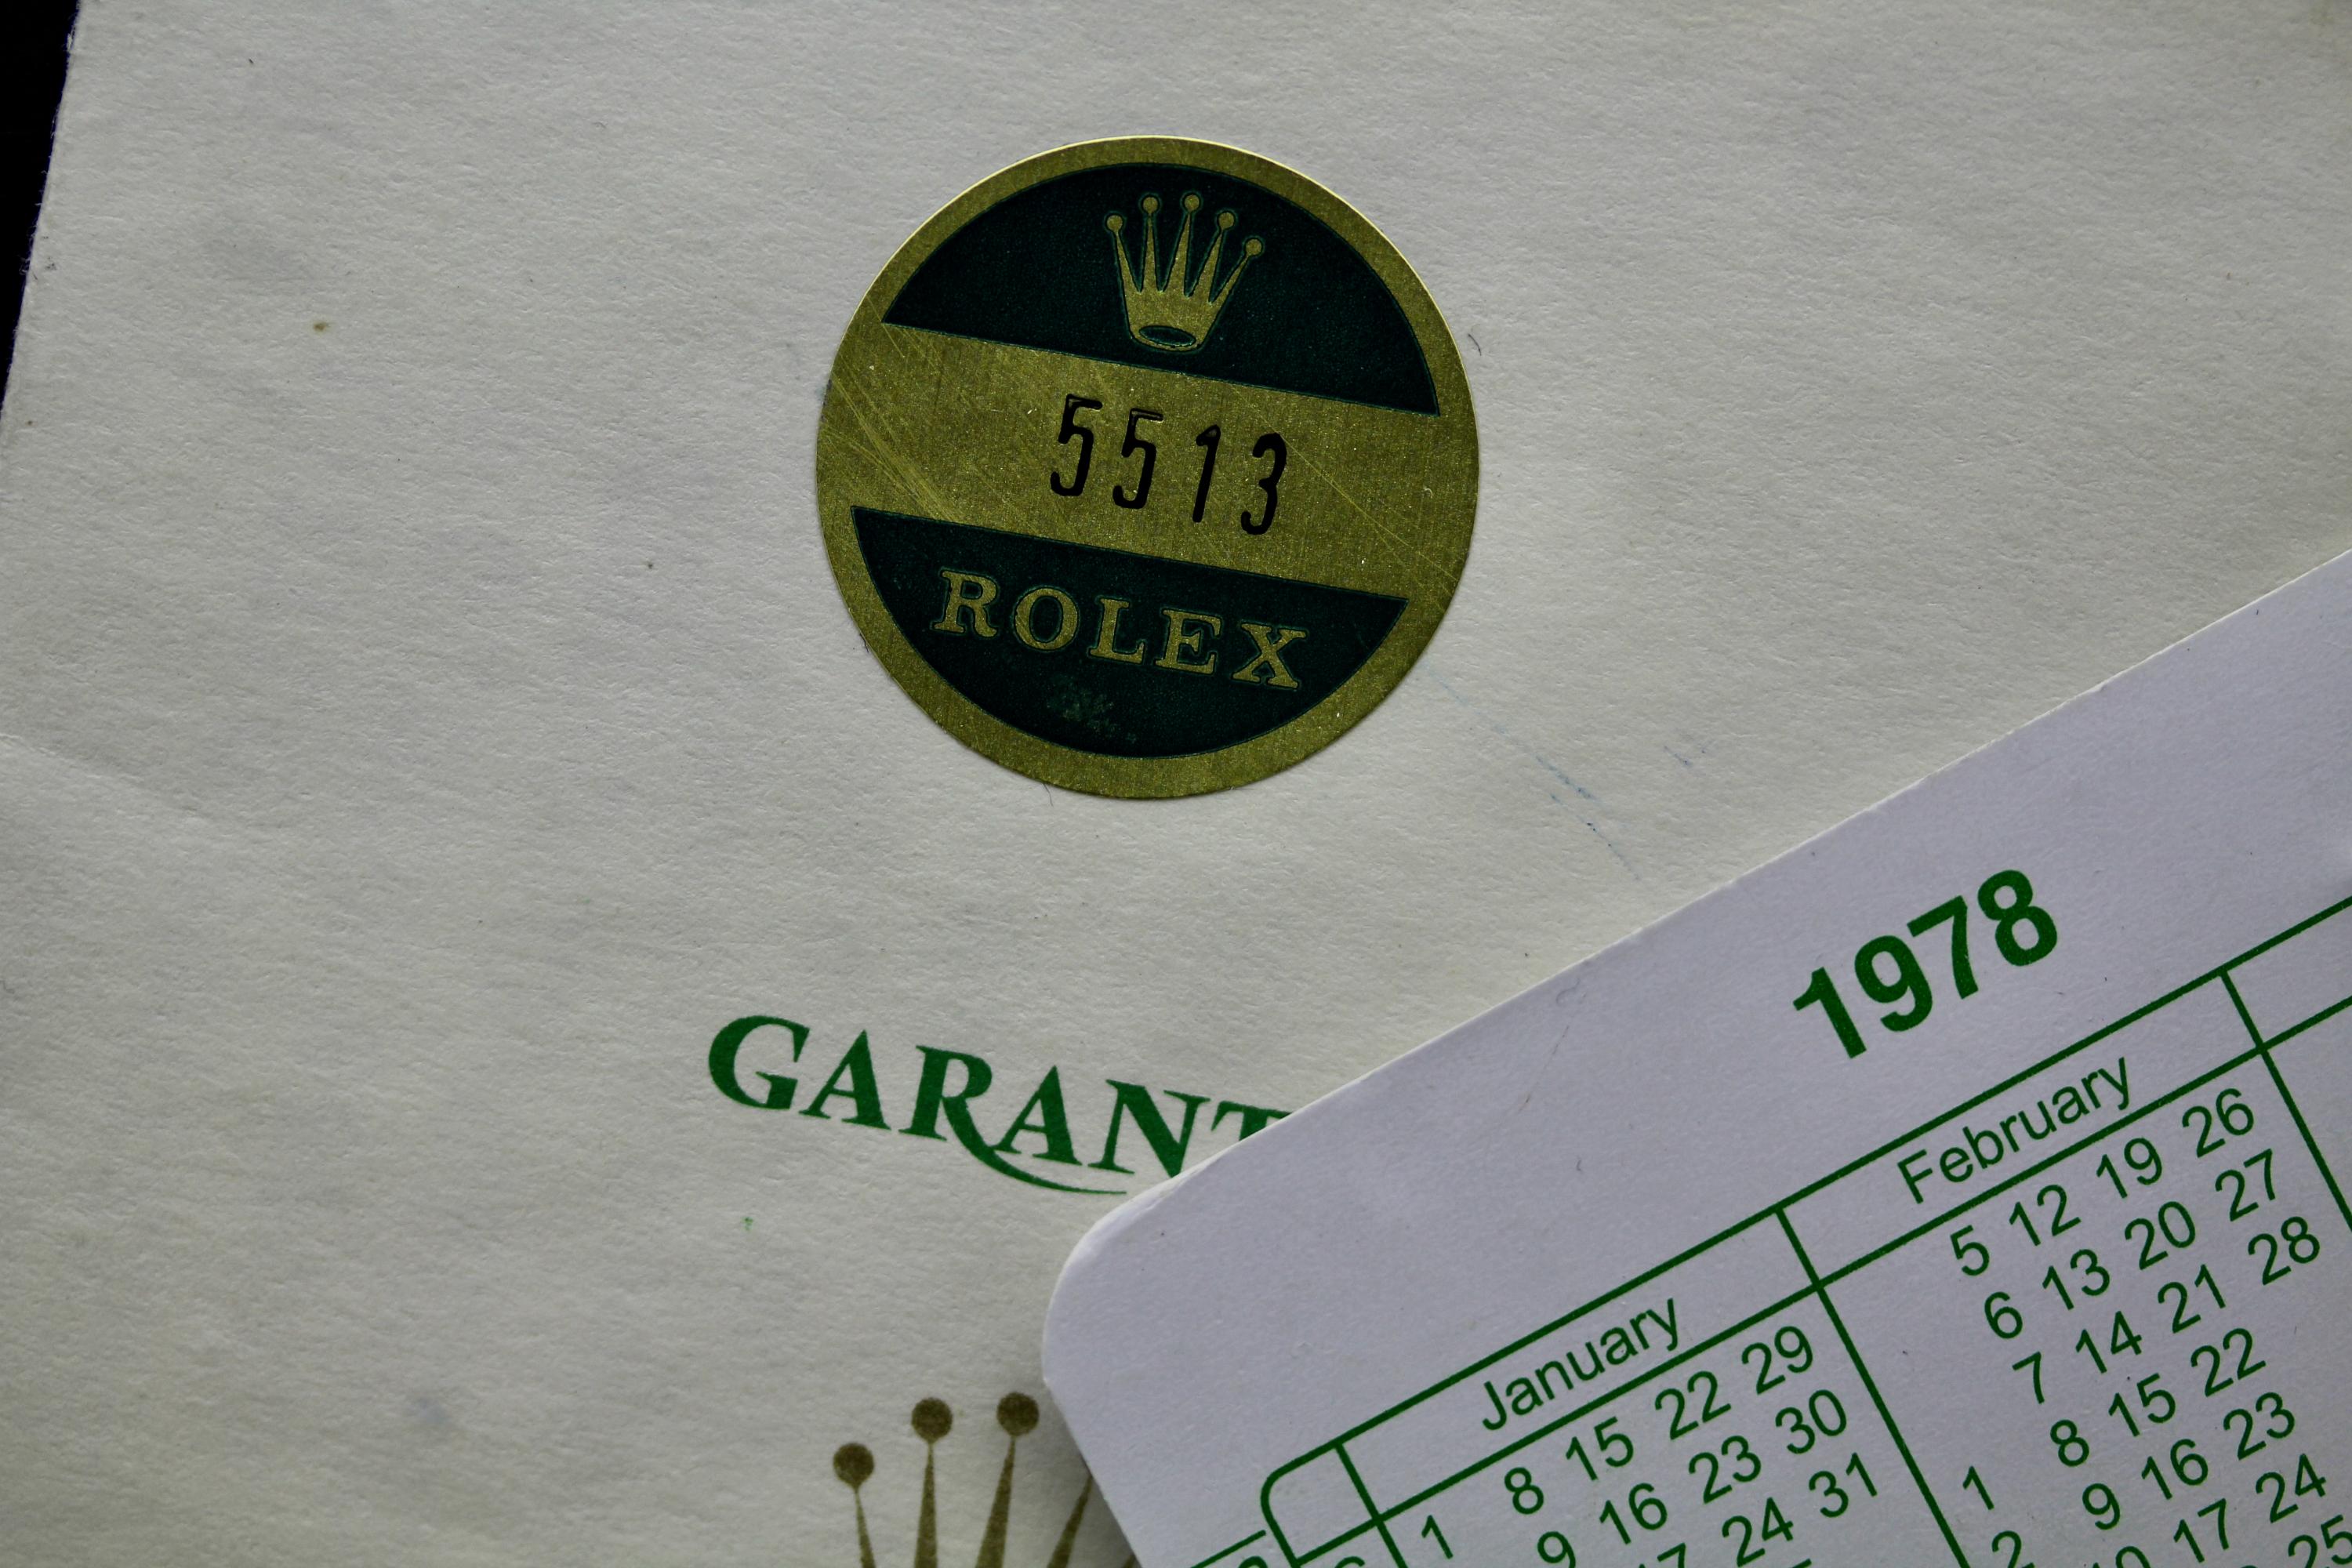 5513
ROLEX
GARANT
1978
January
February
1 8 15 22 29
9 16 23 30
24 31
5 12 19 26
6 13 20 27
7 14 21 28
1 8 15 22
2 9 16 23
17 24
25